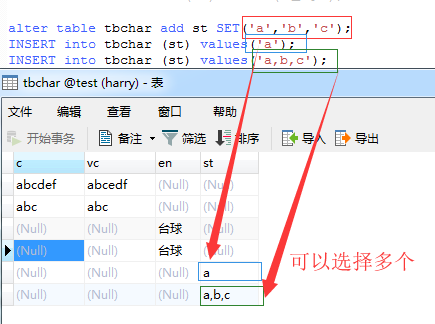 alter table tbchar add st SET('a','b','c');
INSERT into tbchar (st) values('a');
INSERT into tbchar (st) values('a,b,c');
tbchar @test (harry) - 表
文件 编辑 查看 窗口 帮助
开始事务 备注 筛选 排序 导入 导出
c vc en st
abcdef abcedf (Null) (Null)
abc abc (Null) (Null)
(Null) (Null) 台球 (Null)
(Null) (Null) 台球 (Null)
(Null) (Null) (Null) a
(Null) (Null) (Null) a,b,c
可以选择多个